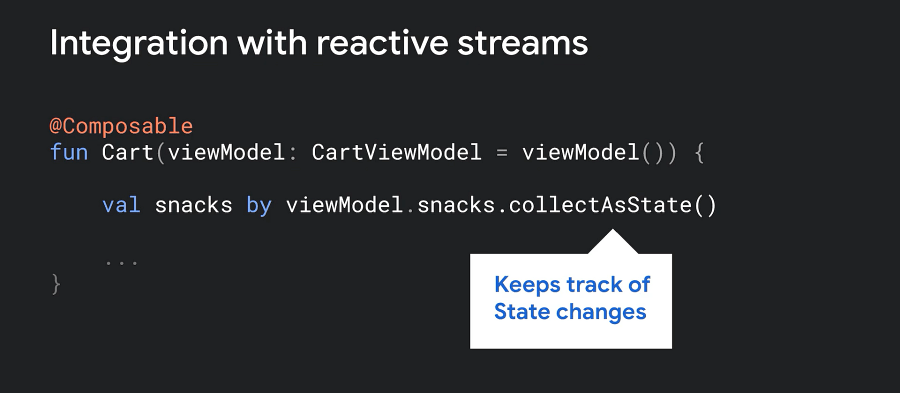 Integration with reactive streams
@Composable
fun Cart(viewModel: CartViewModel = viewModel()) {
val snacks by viewModel.snacks.collectAsState()
...
}
Keeps track of
State changes